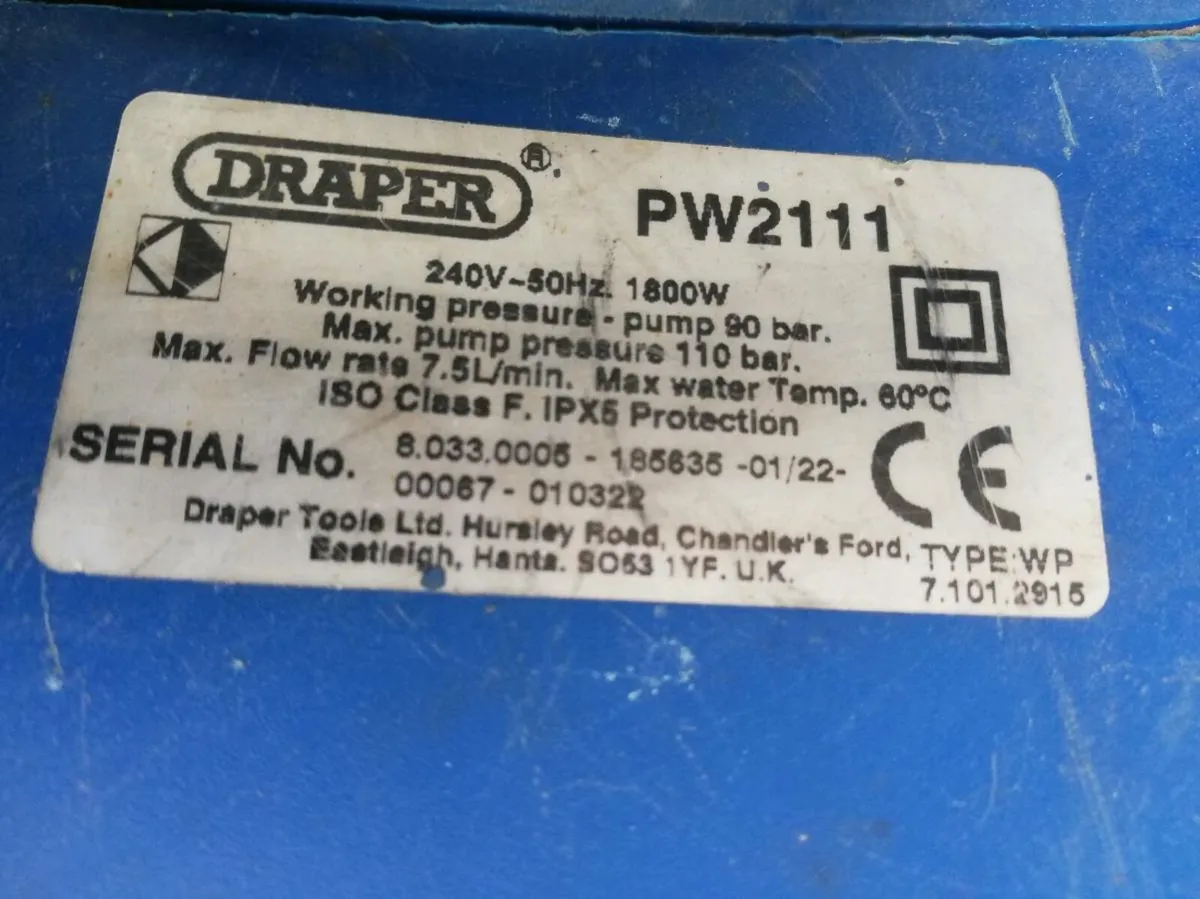 DRAPER®
PW2111
240V~50Hz. 1800W
Working pressure - pump 90 bar.
Max. pump pressure 110 bar.
Max. Flow rate 7.5L/min. Max water Temp. 60ºC
ISO Class F. IPX5 Protection
SERIAL No.
8.033.0005 - 185635 -01/22-
00067 - 010322
CE
Draper Tools Ltd. Hursley Road, Chandler's Ford,
Eastleigh, Hants. SO53 1YF. U.K.
TYPE:WP
7.101.2915